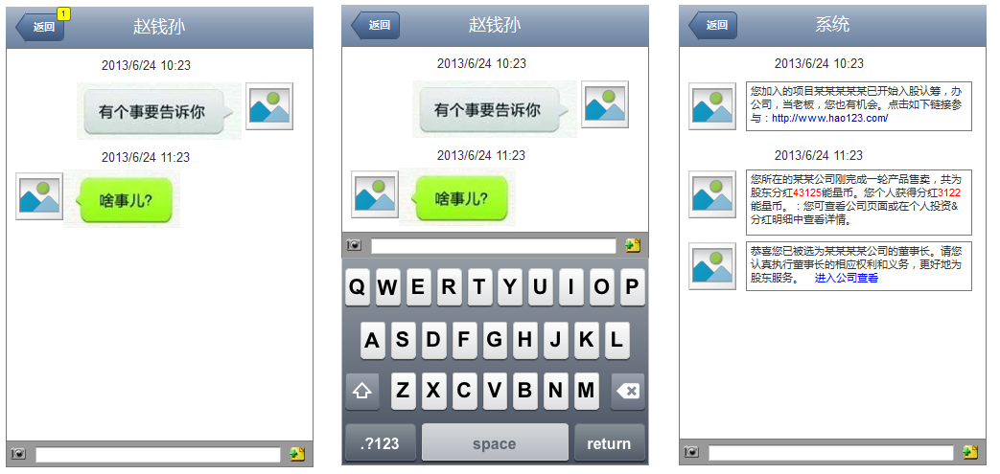 返回
1
赵钱孙
2013/6/24 10:23
有个事要告诉你
2013/6/24 11:23
啥事儿?
返回
赵钱孙
2013/6/24 10:23
有个事要告诉你
2013/6/24 11:23
啥事儿?
Q W E R T Y U I O P
A S D F G H J K L
Z X C V B N M
.?123 space return
返回
系统
2013/6/24 10:23
您加入的项目某某某某某已开始入股认筹，办
公司，当老板，您也有机会。点击如下链接参
与：http://www.hao123.com/
2013/6/24 11:23
您所在的某某公司刚完成一轮产品售卖，共为
股东分红43125能量币。您个人获得分红3122
能量币。：您可查看公司页面或在个人投资&
分红明细中查看详情。
恭喜您已被选为某某某某公司的董事长。请您
认真执行董事长的相应权利和义务，更好地为
股东服务。 进入公司查看